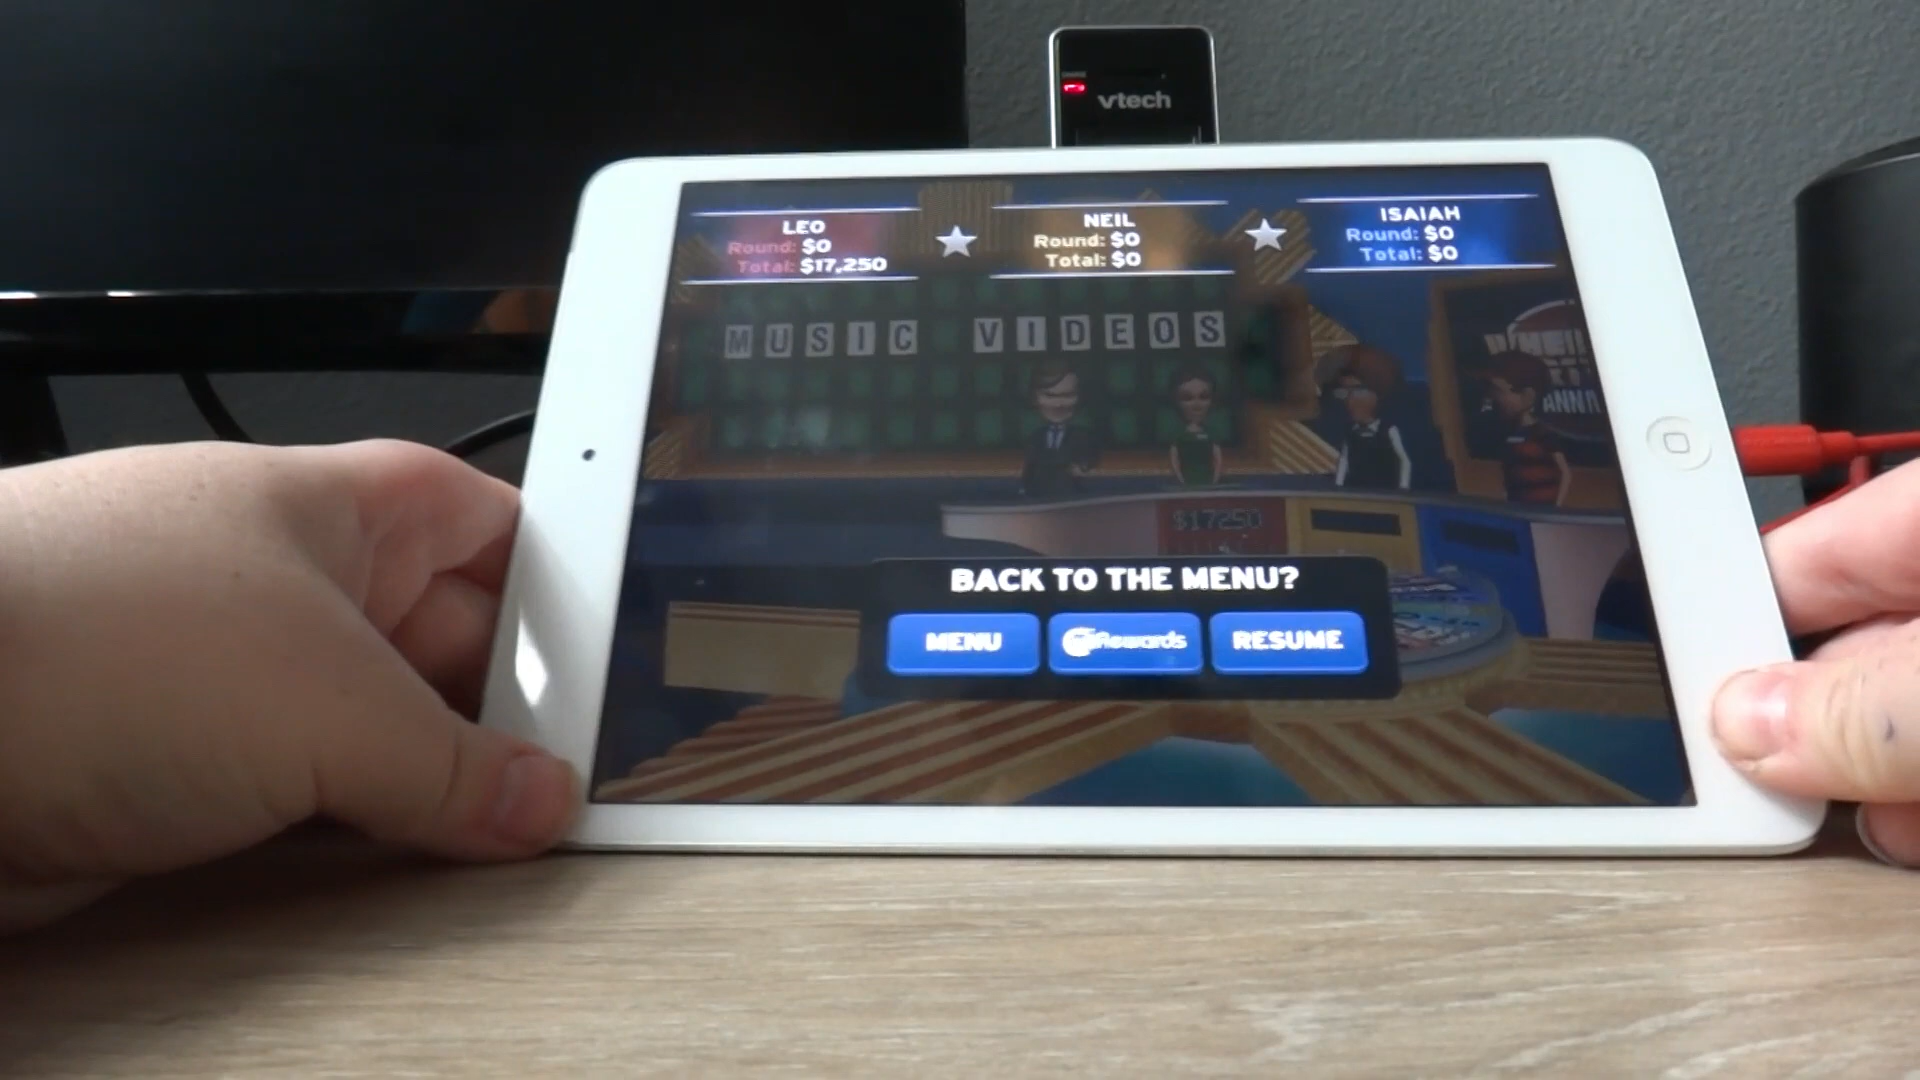 vtech
LEO
Round: $0
Total: $17,250
NEIL
Round: $0
Total: $0
ISAIAH
Round: $0
Total: $0
MUSIC VIDEOS
$17250
BACK TO THE MENU?
MENU
Rewards
RESUME